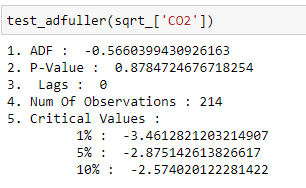 test_adfuller(sqrt_['CO2'])
1. ADF :  -0.5660399430926163
2. P-Value :  0.8784724676718254
3.  Lags :  0
4. Num Of Observations : 214
5. Critical Values :
1% :  -3.4612821203214907
5% :  -2.875142613826617
10% :  -2.574020122281422